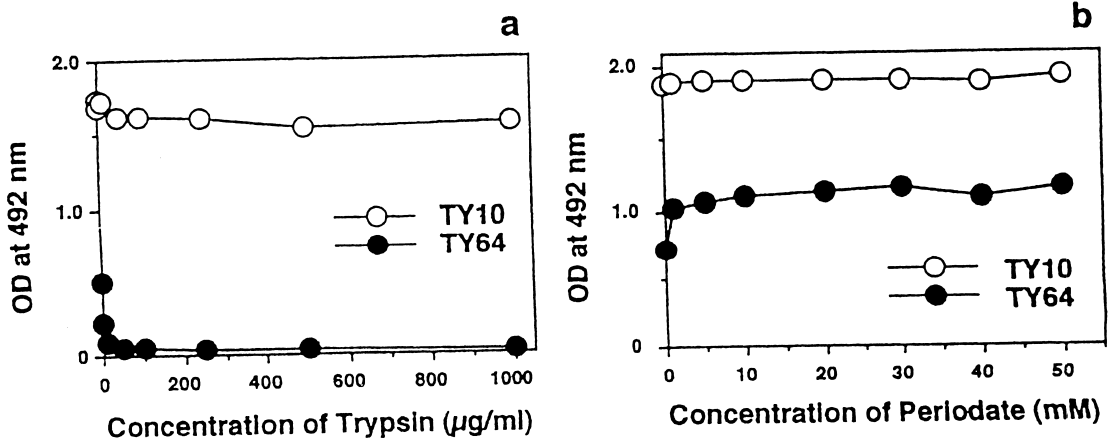 a
2.0
1.0
0
OD at 492 nm
TY10
TY64
0 200 400 600 800 1000
Concentration of Trypsin (µg/ml)
b
2.0
1.0
0
OD at 492 nm
TY10
TY64
0 10 20 30 40 50
Concentration of Periodate (mM)